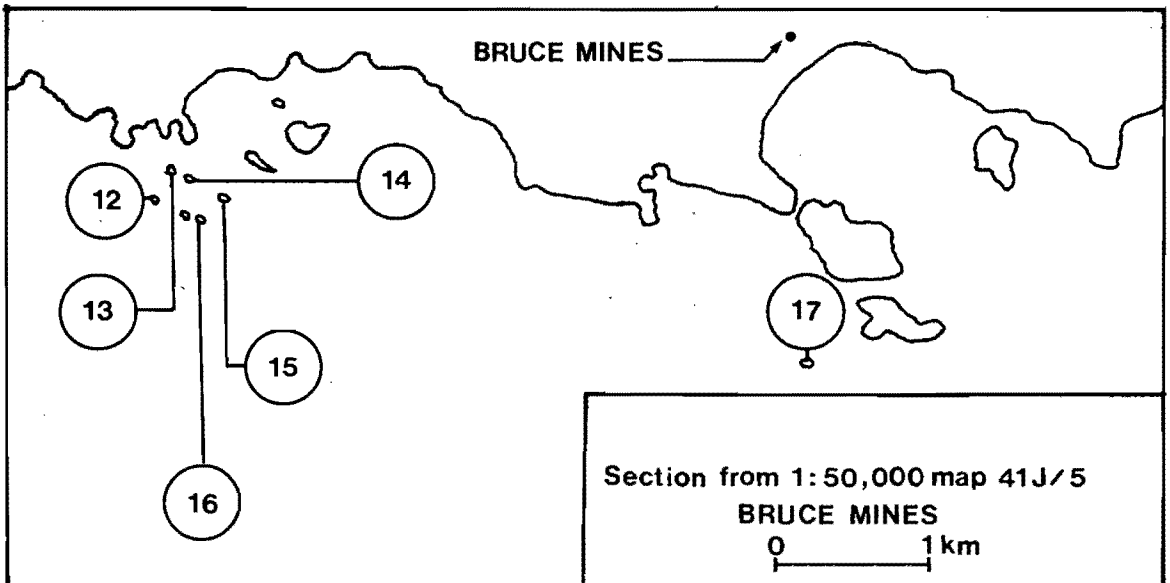 BRUCE MINES
14
12
13
17
15
16
Section from 1:50,000 map 41J/5
BRUCE MINES
0 1 km